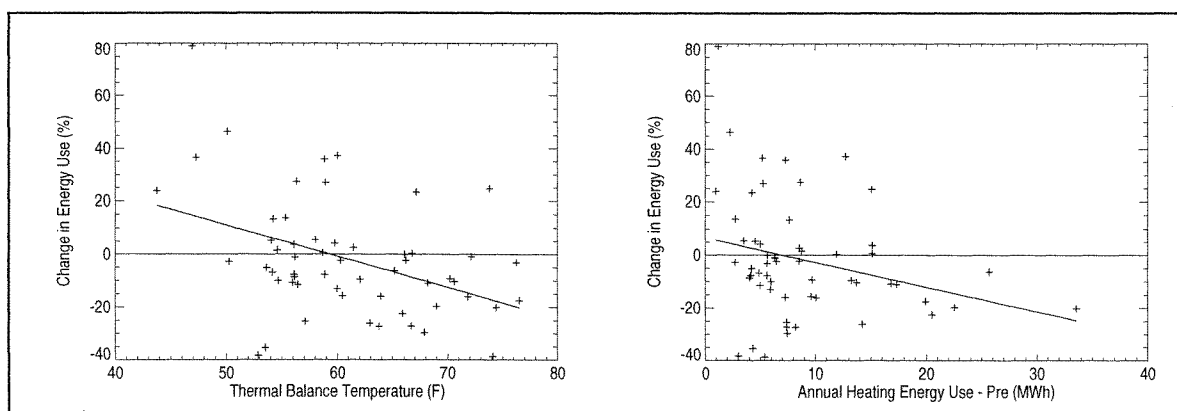 80
60
40
20
0
-20
-40
40 50 60 70 80
Change in Energy Use (%)
Thermal Balance Temperature (F)
80
60
40
20
0
-20
-40
0 10 20 30 40
Change in Energy Use (%)
Annual Heating Energy Use - Pre (MWh)